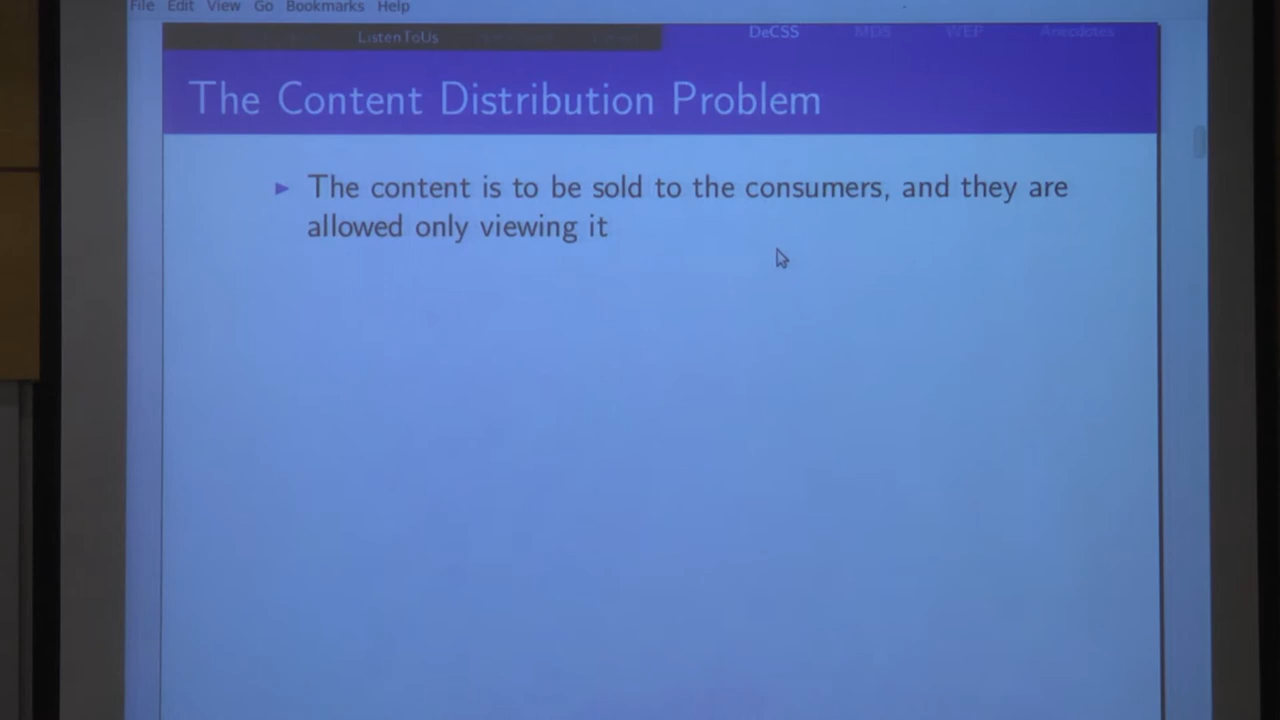 File Edit View Go Bookmarks Help
ListenToUs
DeCSS MD5 WEP Anecdotes
The Content Distribution Problem
The content is to be sold to the consumers, and they are
allowed only viewing it